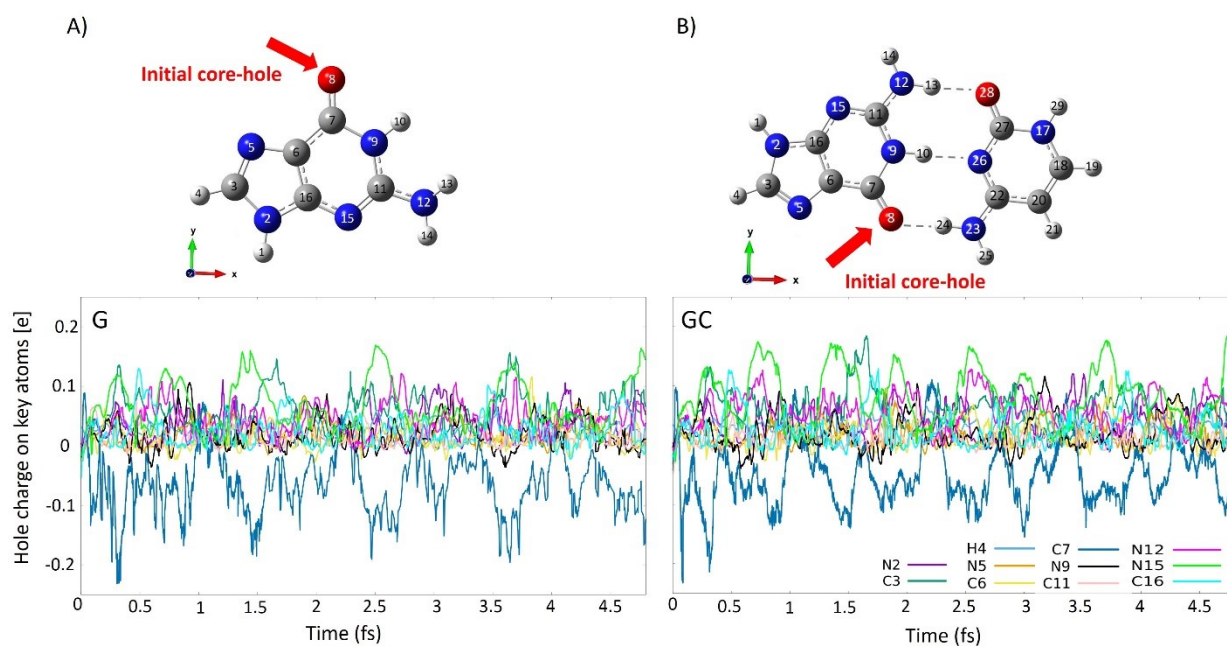 A)
Initial core-hole
8
7
10
5
6
9
3
4
16
11
13
2
15
12
14
1
y
x
B)
14
12
13
28
15
11
29
1
27
17
2
16
9
10
26
18
19
3
6
7
22
20
4
5
8
24
23
21
25
Initial core-hole
y
x
Hole charge on key atoms [e]
G
0.2
0.1
0
-0.1
-0.2
0 0.5 1 1.5 2 2.5 3 3.5 4 4.5
Time (fs)
GC
H4 C7 N12
N2 N5 N9 N15
C3 C6 C11 C16
0 0.5 1 1.5 2 2.5 3 3.5 4 4.5
Time (fs)